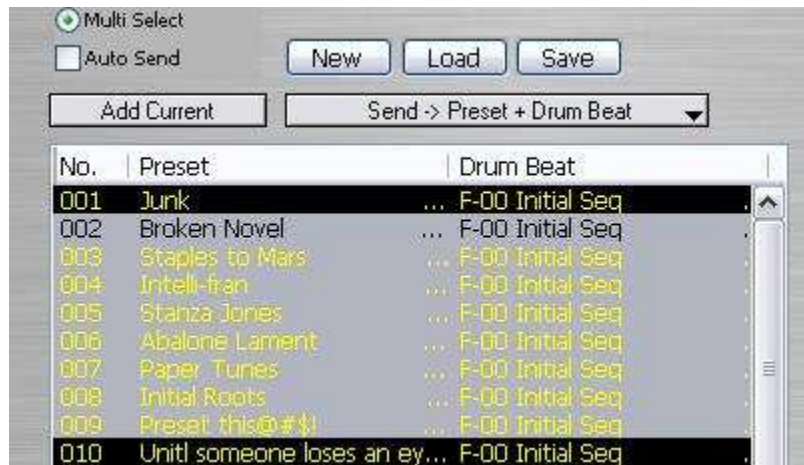 Multi Select
Auto Send New Load Save
Add Current Send -> Preset + Drum Beat
No. Preset Drum Beat
001 Junk ... F-00 Initial Seq .
002 Broken Novel ... F-00 Initial Seq .
003 Staples to Mars ... F-00 Initial Seq .
004 Intelli-fran ... F-00 Initial Seq .
005 Stanza Jones ... F-00 Initial Seq .
006 Abalone Lament ... F-00 Initial Seq .
007 Paper Tunes ... F-00 Initial Seq .
008 Initial Roots ... F-00 Initial Seq .
009 Preset this@#$! ... F-00 Initial Seq .
010 Unitl someone loses an ey... F-00 Initial Seq .